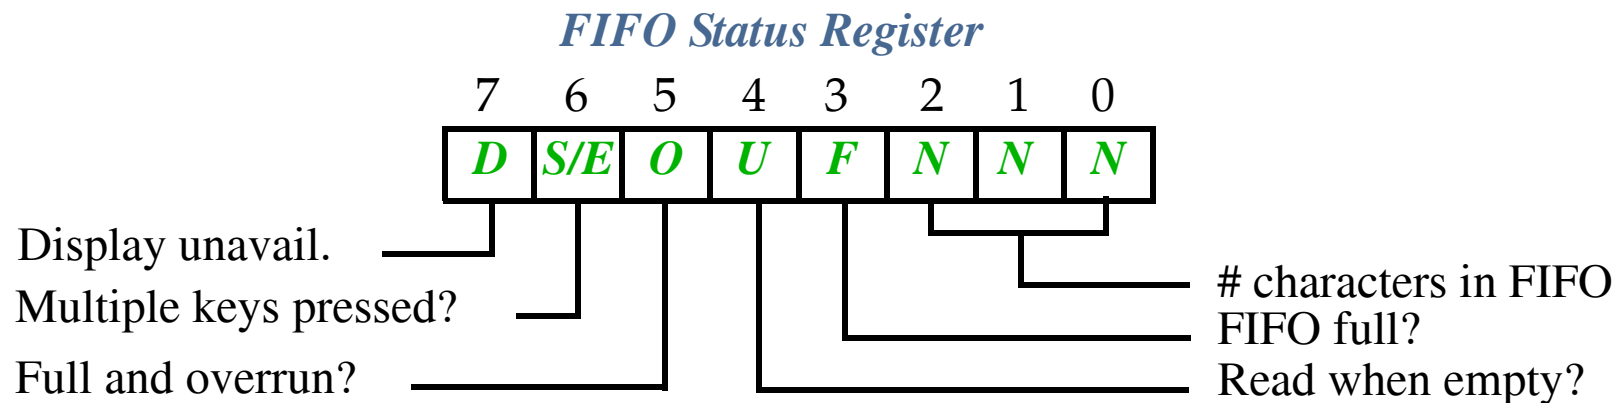 FIFO Status Register
7 6 5 4 3 2 1 0
D S/E O U F N N N
Display unavail.
Multiple keys pressed?
Full and overrun?
# characters in FIFO
FIFO full?
Read when empty?